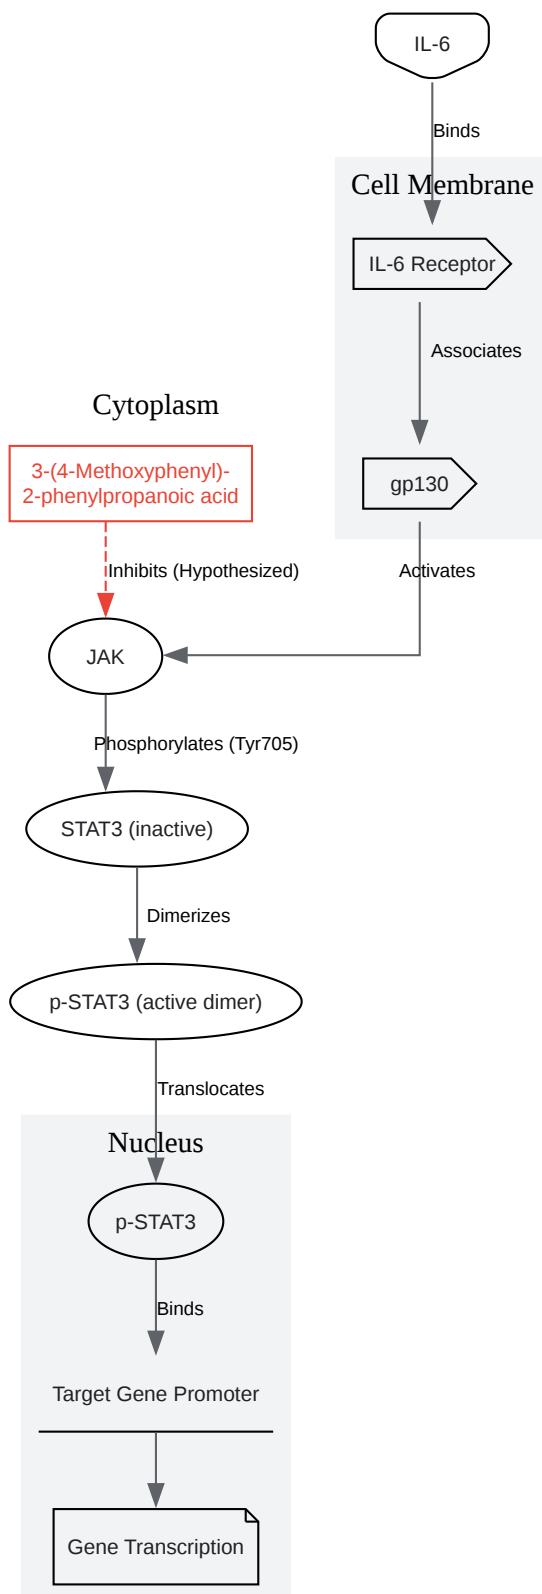 IL-6
Binds
Cell Membrane
IL-6 Receptor
Associates
Cytoplasm
3-(4-Methoxyphenyl)-
2-phenylpropanoic acid
gp130
Inhibits (Hypothesized)
Activates
JAK
Phosphorylates (Tyr705)
STAT3 (inactive)
Dimerizes
p-STAT3 (active dimer)
Translocates
Nucleus
p-STAT3
Binds
Target Gene Promoter
Gene Transcription